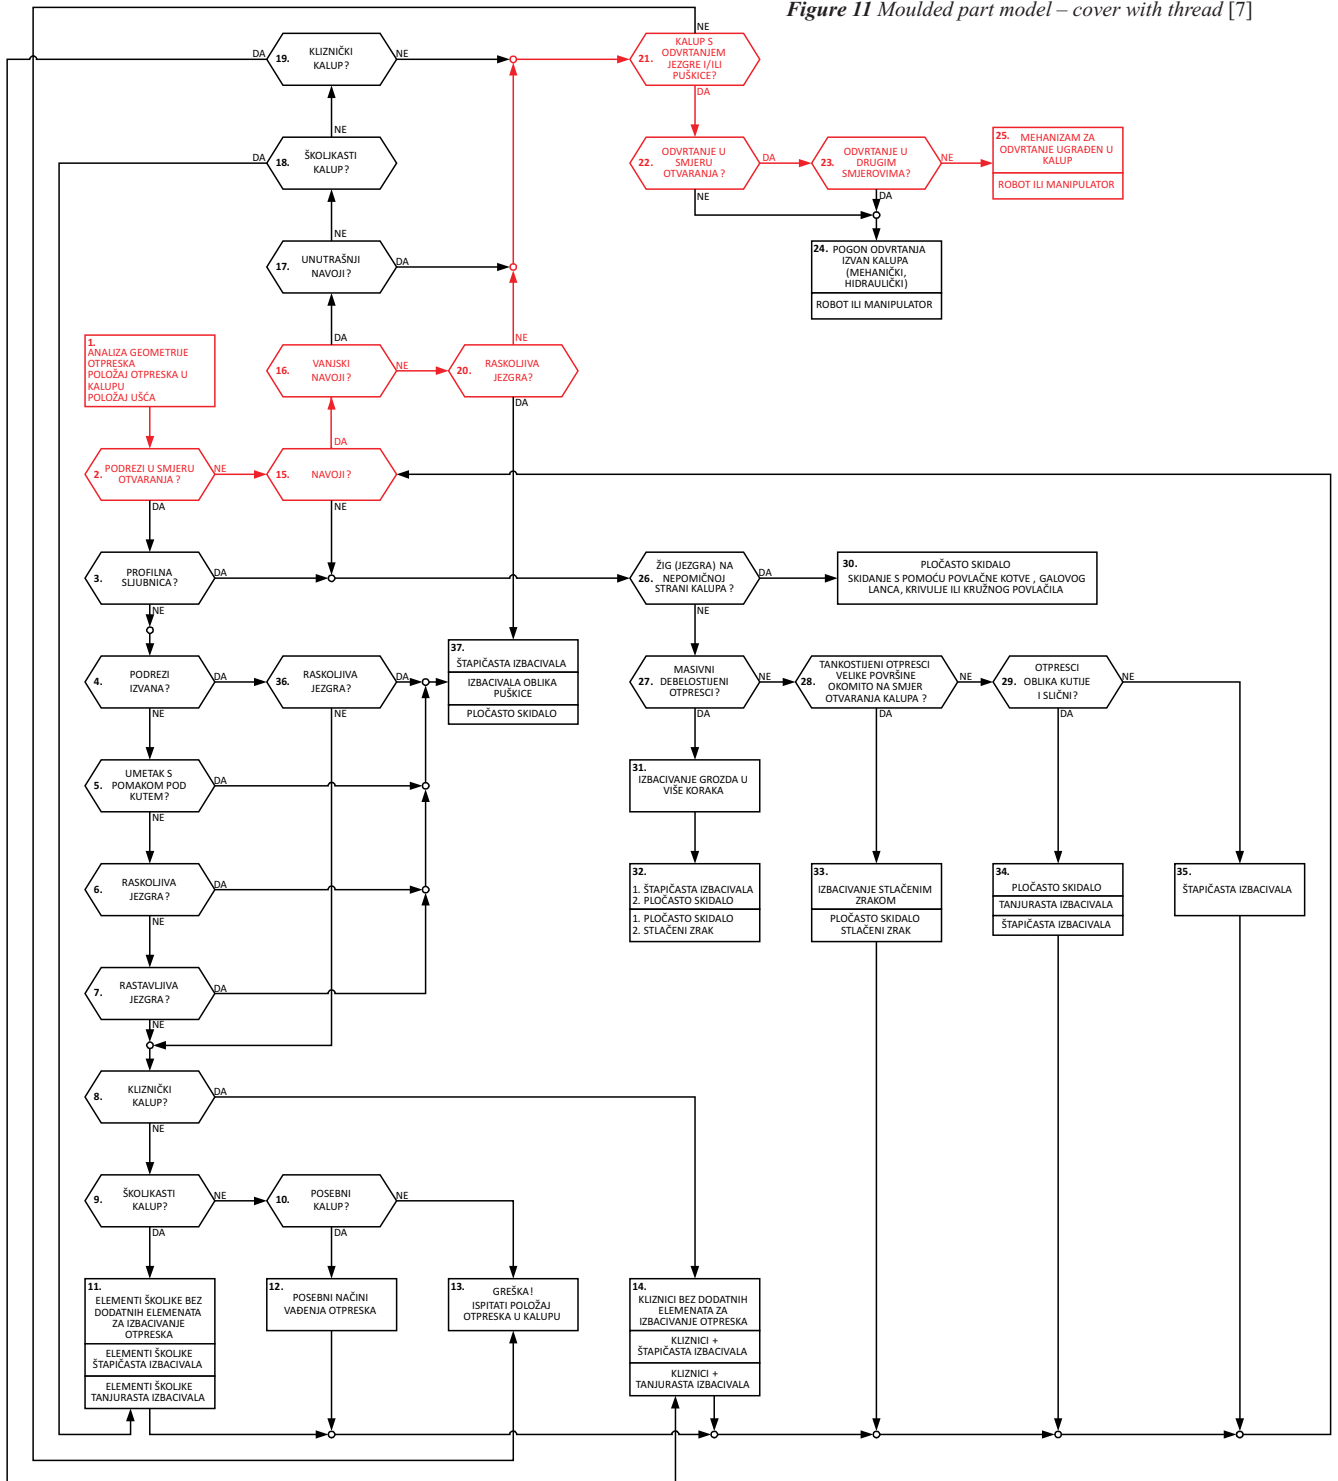 Figure 11 Moulded part model – cover with thread [7]
NE
DA
19.
KLIZNIČKI
KALUP?
NE
21.
KALUP S
ODVRTANJEM
JEZGRE I/ILI
PUŠKICE?
DA
NE
DA
18.
ŠKOLJKASTI
KALUP?
22.
ODVRTANJE U
SMJERU
OTVARANJA?
DA
NE
23.
ODVRTANJE U
DRUGIM
SMJEROVIMA?
NE
DA
25.
MEHANIZAM ZA
ODVRTANJE UGRAĐEN U
KALUP
ROBOT ILI MANIPULATOR
NE
17.
UNUTRAŠNJI
NAVOJI?
DA
24.
POGON ODVRTANJA
IZVAN KALUPA
(MEHANIČKI,
HIDRAULIČKI)
ROBOT ILI MANIPULATOR
DA
NE
1.
ANALIZA GEOMETRIJE
OTPRESKA
POLOŽAJ OTPRESKA U
KALUPU
POLOŽAJ UŠĆA
16.
VANJSKI
NAVOJI?
NE
20.
RASKOLJIVA
JEZGRA?
DA
DA
2.
PODREZI U SMJERU
OTVARANJA?
NE
15.
NAVOJI?
DA
NE
3.
PROFILNA
SLJUBNICA?
DA
NE
26.
ŽIG (JEZGRA) NA
NEPOMIČNOJ
STRANI KALUPA?
DA
NE
30.
PLOČASTO SKIDALO
SKIDANJE S POMOĆU POVLAČNE KOTVE, GALOVOG
LANCA, KRIVULJE ILI KRUŽNOG POVLAČILA
4.
PODREZI
IZVANA?
DA
NE
36.
RASKOLJIVA
JEZGRA?
DA
NE
37.
ŠTAPIČASTA IZBACIVALA
IZBACIVALA OBLIKA
PUŠKICE
PLOČASTO SKIDALO
27.
MASIVNI
DEBELOSTIJENI
OTPRESCI?
NE
DA
28.
TANKOSTIJENI OTPRESCI
VELIKE POVRŠINE
OKOMITO NA SMJER
OTVARANJA KALUPA?
NE
DA
29.
OTPRESCI
OBLIKA KUTIJE
I SLIČNI?
NE
DA
5.
UMETAK S
POMAKOM POD
KUTEM?
DA
NE
31.
IZBACIVANJE GROZDA U
VIŠE KORAKA
6.
RASKOLJIVA
JEZGRA?
DA
NE
32.
1. ŠTAPIČASTA IZBACIVALA
2. PLOČASTO SKIDALO
1. PLOČASTO SKIDALO
2. STLAČENI ZRAK
33.
IZBACIVANJE STLAČENIM
ZRAKOM
PLOČASTO SKIDALO
STLAČENI ZRAK
34.
PLOČASTO SKIDALO
TANJURASTA IZBACIVALA
ŠTAPIČASTA IZBACIVALA
35.
ŠTAPIČASTA IZBACIVALA
7.
RASTAVLJIVA
JEZGRA?
DA
NE
8.
KLIZNIČKI
KALUP?
DA
NE
9.
ŠKOLJKASTI
KALUP?
NE
DA
10.
POSEBNI
KALUP?
NE
DA
11.
ELEMENTI ŠKOLJKE BEZ
DODATNIH ELEMENATA
ZA IZBACIVANJE
OTPRESKA
ELEMENTI ŠKOLJKE
ŠTAPIČASTA IZBACIVALA
ELEMENTI ŠKOLJKE
TANJURASTA IZBACIVALA
12.
POSEBNI NAČINI
VAĐENJA OTPRESKA
13.
GREŠKA!
ISPITATI POLOŽAJ
OTPRESKA U KALUPU
14.
KLIZNICI BEZ DODATNIH
ELEMENATA ZA
IZBACIVANJE OTPRESKA
KLIZNICI +
ŠTAPIČASTA IZBACIVALA
KLIZNICI +
TANJURASTA IZBACIVALA